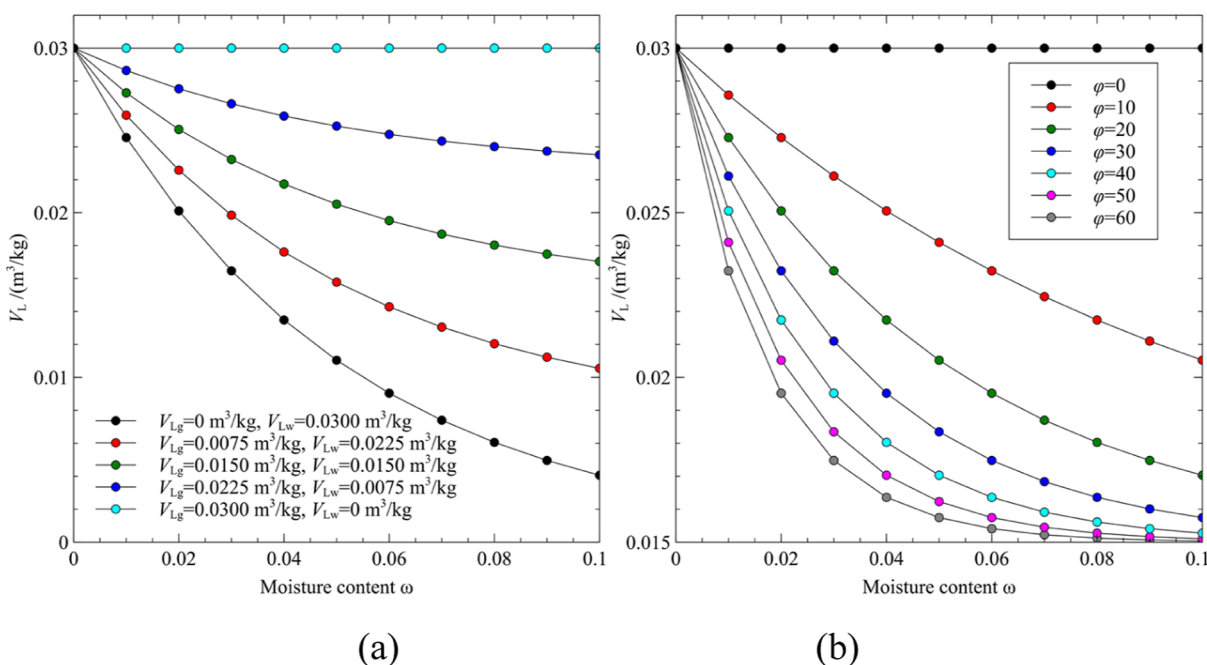 0.03
0.02
0.01
0
V_L /(m³/kg)
V_Lg=0 m³/kg, V_Lw=0.0300 m³/kg
V_Lg=0.0075 m³/kg, V_Lw=0.0225 m³/kg
V_Lg=0.0150 m³/kg, V_Lw=0.0150 m³/kg
V_Lg=0.0225 m³/kg, V_Lw=0.0075 m³/kg
V_Lg=0.0300 m³/kg, V_Lw=0 m³/kg
0 0.02 0.04 0.06 0.08 0.1
Moisture content ω
(a)
0.03
0.025
0.02
0.015
V_L /(m³/kg)
φ=0
φ=10
φ=20
φ=30
φ=40
φ=50
φ=60
0 0.02 0.04 0.06 0.08 0.1
Moisture content ω
(b)